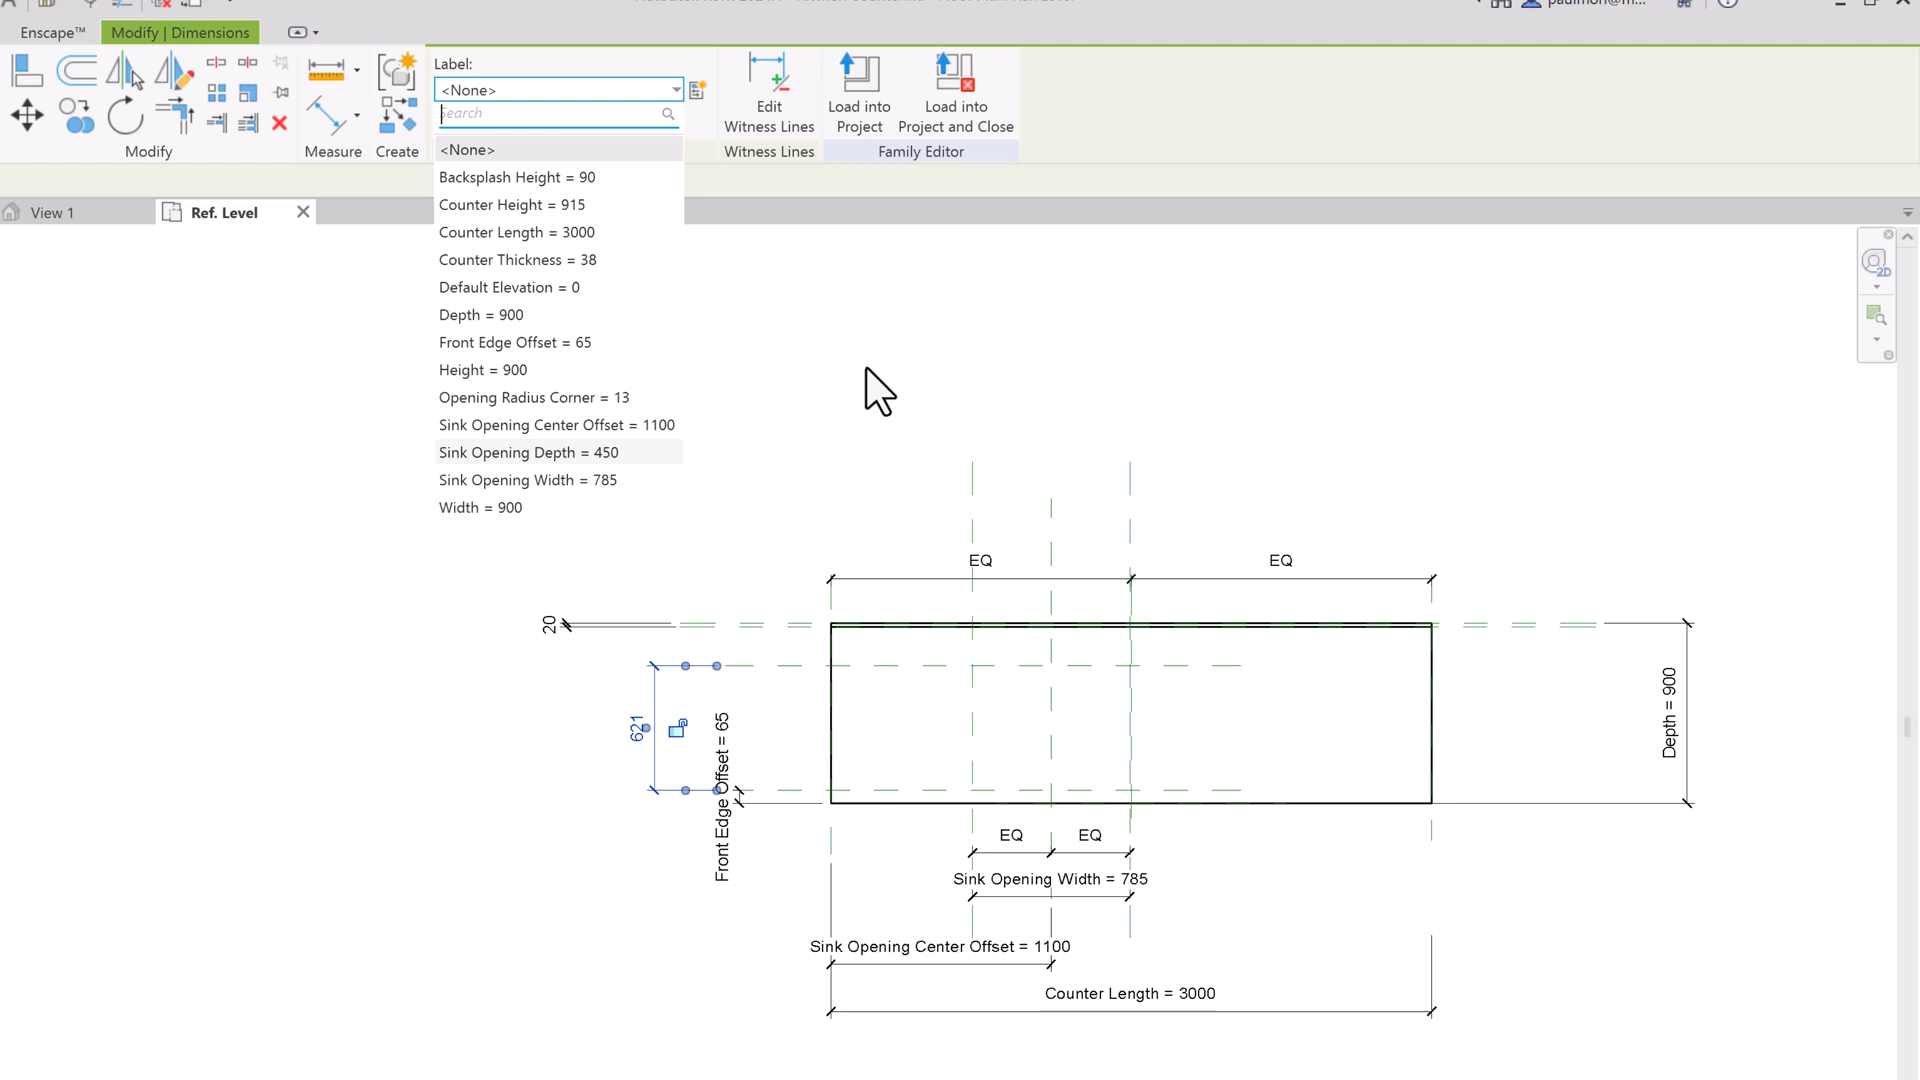 padimori@m...
Enscape™
Modify | Dimensions
Label:
<None>
Search
<None>
Backsplash Height = 90
Counter Height = 915
Counter Length = 3000
Counter Thickness = 38
Default Elevation = 0
Depth = 900
Front Edge Offset = 65
Height = 900
Opening Radius Corner = 13
Sink Opening Center Offset = 1100
Sink Opening Depth = 450
Sink Opening Width = 785
Width = 900
Edit
Witness Lines
Load into
Project
Load into
Project and Close
Modify
Measure
Create
Witness Lines
Family Editor
View 1
Ref. Level
2D
EQ
EQ
20
621
Front Edge Offset = 65
Depth = 900
EQ
EQ
Sink Opening Width = 785
Sink Opening Center Offset = 1100
Counter Length = 3000